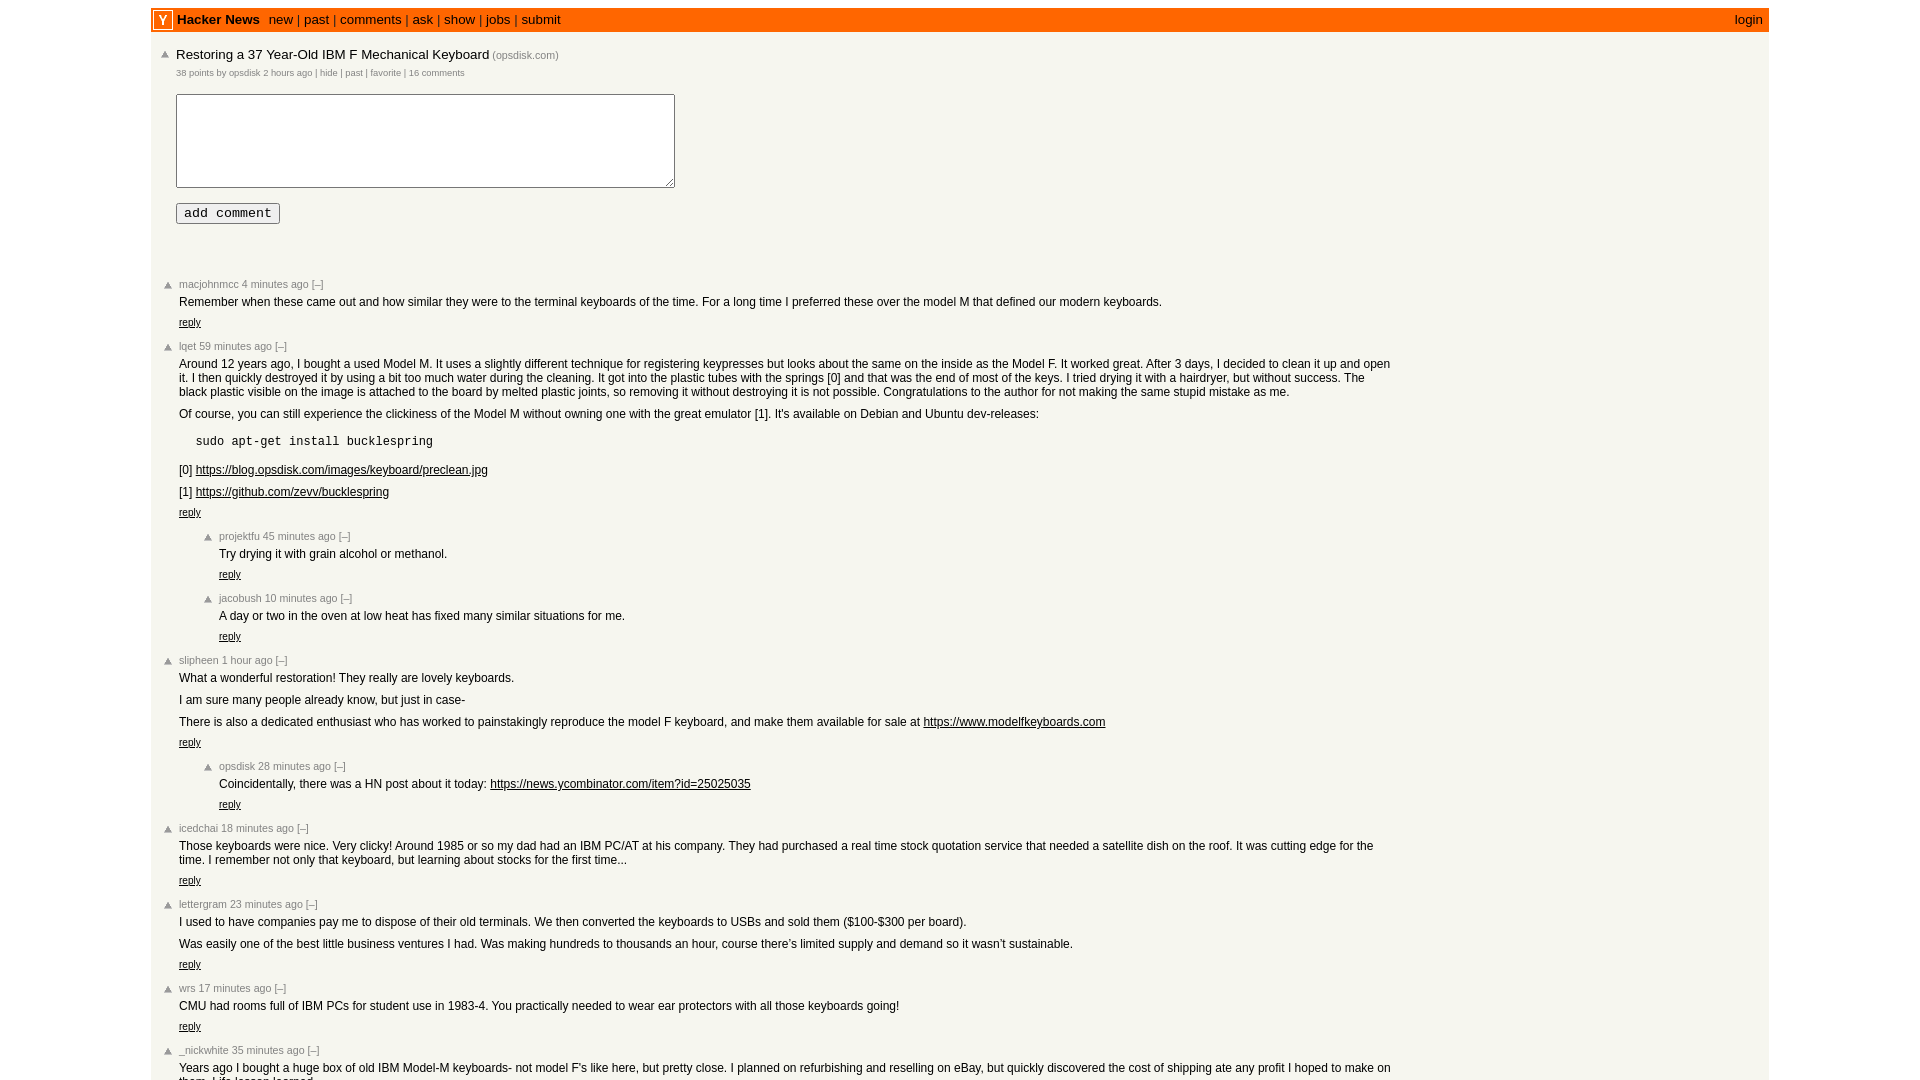 Y Hacker News new | past | comments | ask | show | jobs | submit login
Restoring a 37 Year-Old IBM F Mechanical Keyboard (opsdisk.com)
38 points by opsdisk 2 hours ago | hide | past | favorite | 16 comments
add comment
macjohnmcc 4 minutes ago [–]
Remember when these came out and how similar they were to the terminal keyboards of the time. For a long time I preferred these over the model M that defined our modern keyboards.
reply
lqet 59 minutes ago [–]
Around 12 years ago, I bought a used Model M. It uses a slightly different technique for registering keypresses but looks about the same on the inside as the Model F. It worked great. After 3 days, I decided to clean it up and open
it. I then quickly destroyed it by using a bit too much water during the cleaning. It got into the plastic tubes with the springs [0] and that was the end of most of the keys. I tried drying it with a hairdryer, but without success. The
black plastic visible on the image is attached to the board by melted plastic joints, so removing it without destroying it is not possible. Congratulations to the author for not making the same stupid mistake as me.
Of course, you can still experience the clickiness of the Model M without owning one with the great emulator [1]. It's available on Debian and Ubuntu dev-releases:
sudo apt-get install bucklespring
[0] https://blog.opsdisk.com/images/keyboard/preclean.jpg
[1] https://github.com/zevv/bucklespring
reply
projektfu 45 minutes ago [–]
Try drying it with grain alcohol or methanol.
reply
jacobush 10 minutes ago [–]
A day or two in the oven at low heat has fixed many similar situations for me.
reply
slipheen 1 hour ago [–]
What a wonderful restoration! They really are lovely keyboards.
I am sure many people already know, but just in case-
There is also a dedicated enthusiast who has worked to painstakingly reproduce the model F keyboard, and make them available for sale at https://www.modelfkeyboards.com
reply
opsdisk 28 minutes ago [–]
Coincidentally, there was a HN post about it today: https://news.ycombinator.com/item?id=25025035
reply
icedchai 18 minutes ago [–]
Those keyboards were nice. Very clicky! Around 1985 or so my dad had an IBM PC/AT at his company. They had purchased a real time stock quotation service that needed a satellite dish on the roof. It was cutting edge for the
time. I remember not only that keyboard, but learning about stocks for the first time...
reply
lettergram 23 minutes ago [–]
I used to have companies pay me to dispose of their old terminals. We then converted the keyboards to USBs and sold them ($100-$300 per board).
Was easily one of the best little business ventures I had. Was making hundreds to thousands an hour, course there’s limited supply and demand so it wasn’t sustainable.
reply
wrs 17 minutes ago [–]
CMU had rooms full of IBM PCs for student use in 1983-4. You practically needed to wear ear protectors with all those keyboards going!
reply
_nickwhite 35 minutes ago [–]
Years ago I bought a huge box of old IBM Model-M keyboards- not model F's like here, but pretty close. I planned on refurbishing and reselling on eBay, but quickly discovered the cost of shipping ate any profit I hoped to make on